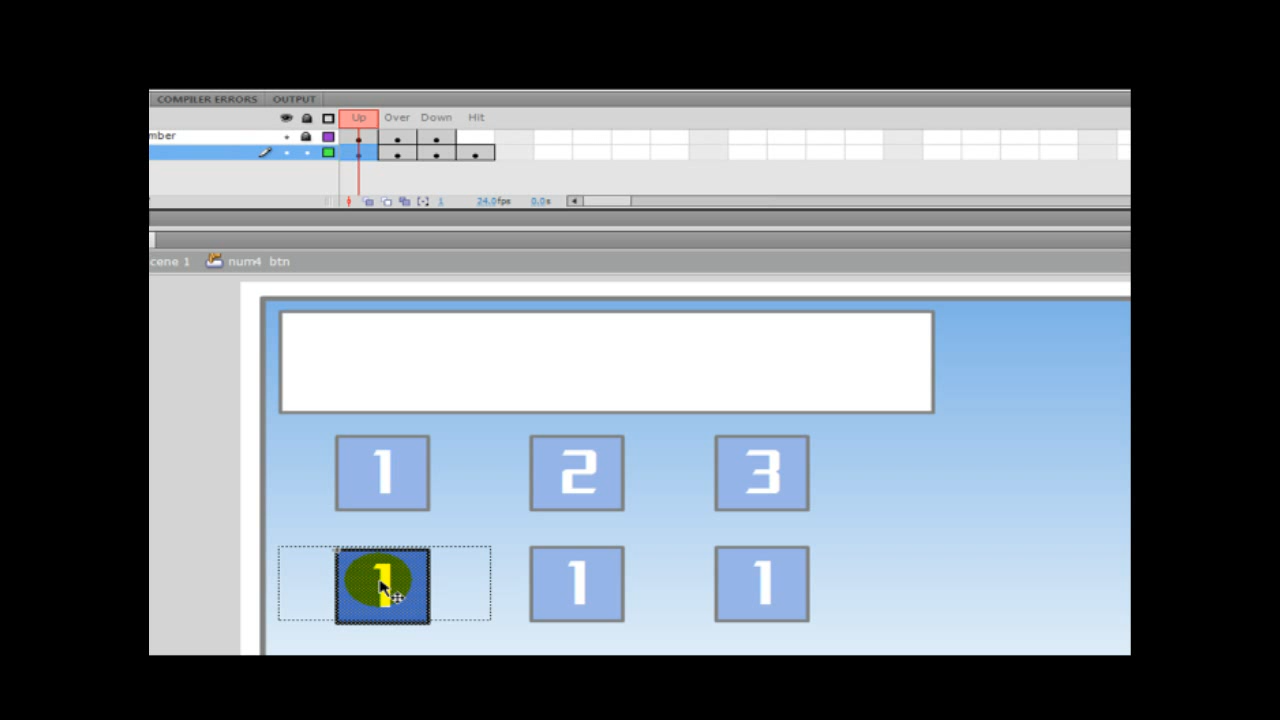 COMPILER ERRORS OUTPUT
Up Over Down Hit
mber
1 24.0fps 0.0s
cene 1 num4 btn
1 2 3
1 1 1